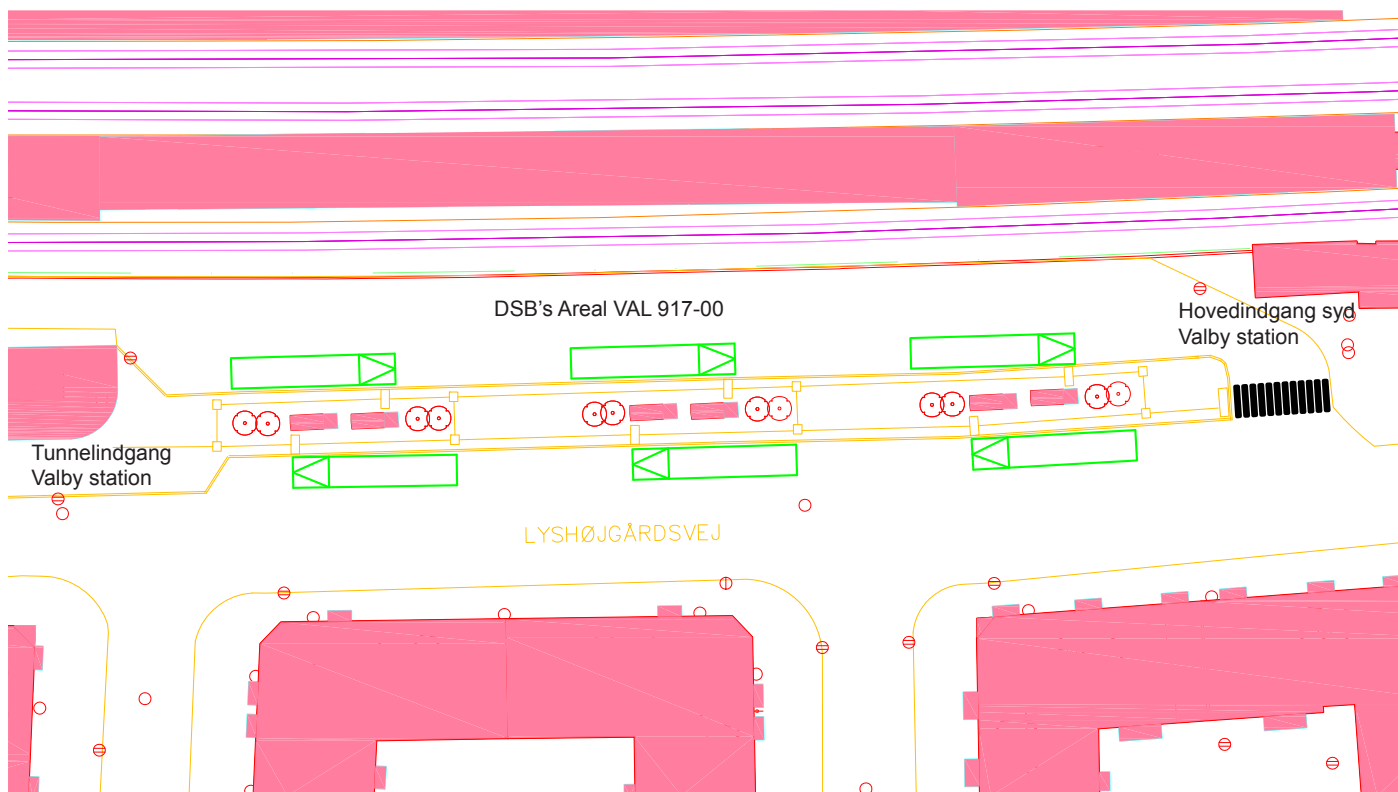 DSB's Areal VAL 917-00
Hovedindgang syd
Valby station
Tunnelindgang
Valby station
LYSHØJGÅRDSVEJ